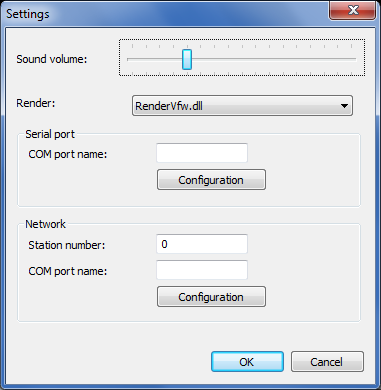 Settings
Sound volume:
Render: RenderVfw.dll
Serial port
COM port name:
Configuration
Network
Station number: 0
COM port name:
Configuration
OK Cancel